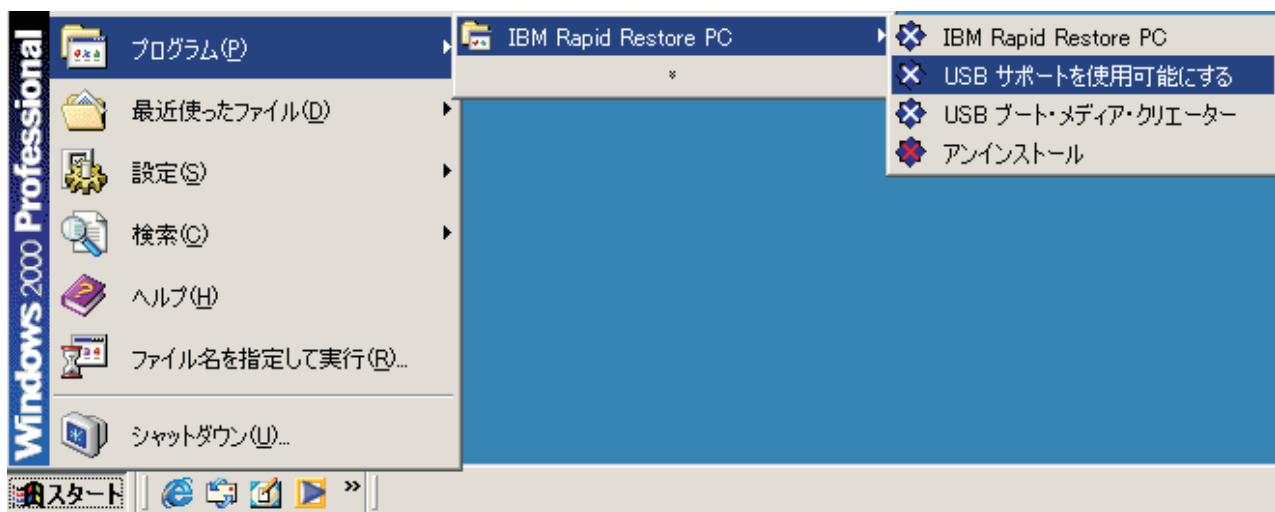 Windows 2000 Professional
プログラム(P)
最近使ったファイル(D)
設定(S)
検索(C)
ヘルプ(H)
ファイル名を指定して実行(R)...
シャットダウン(U)...
IBM Rapid Restore PC
IBM Rapid Restore PC
USB サポートを使用可能にする
USB ブート・メディア・クリエーター
アンインストール
スタート